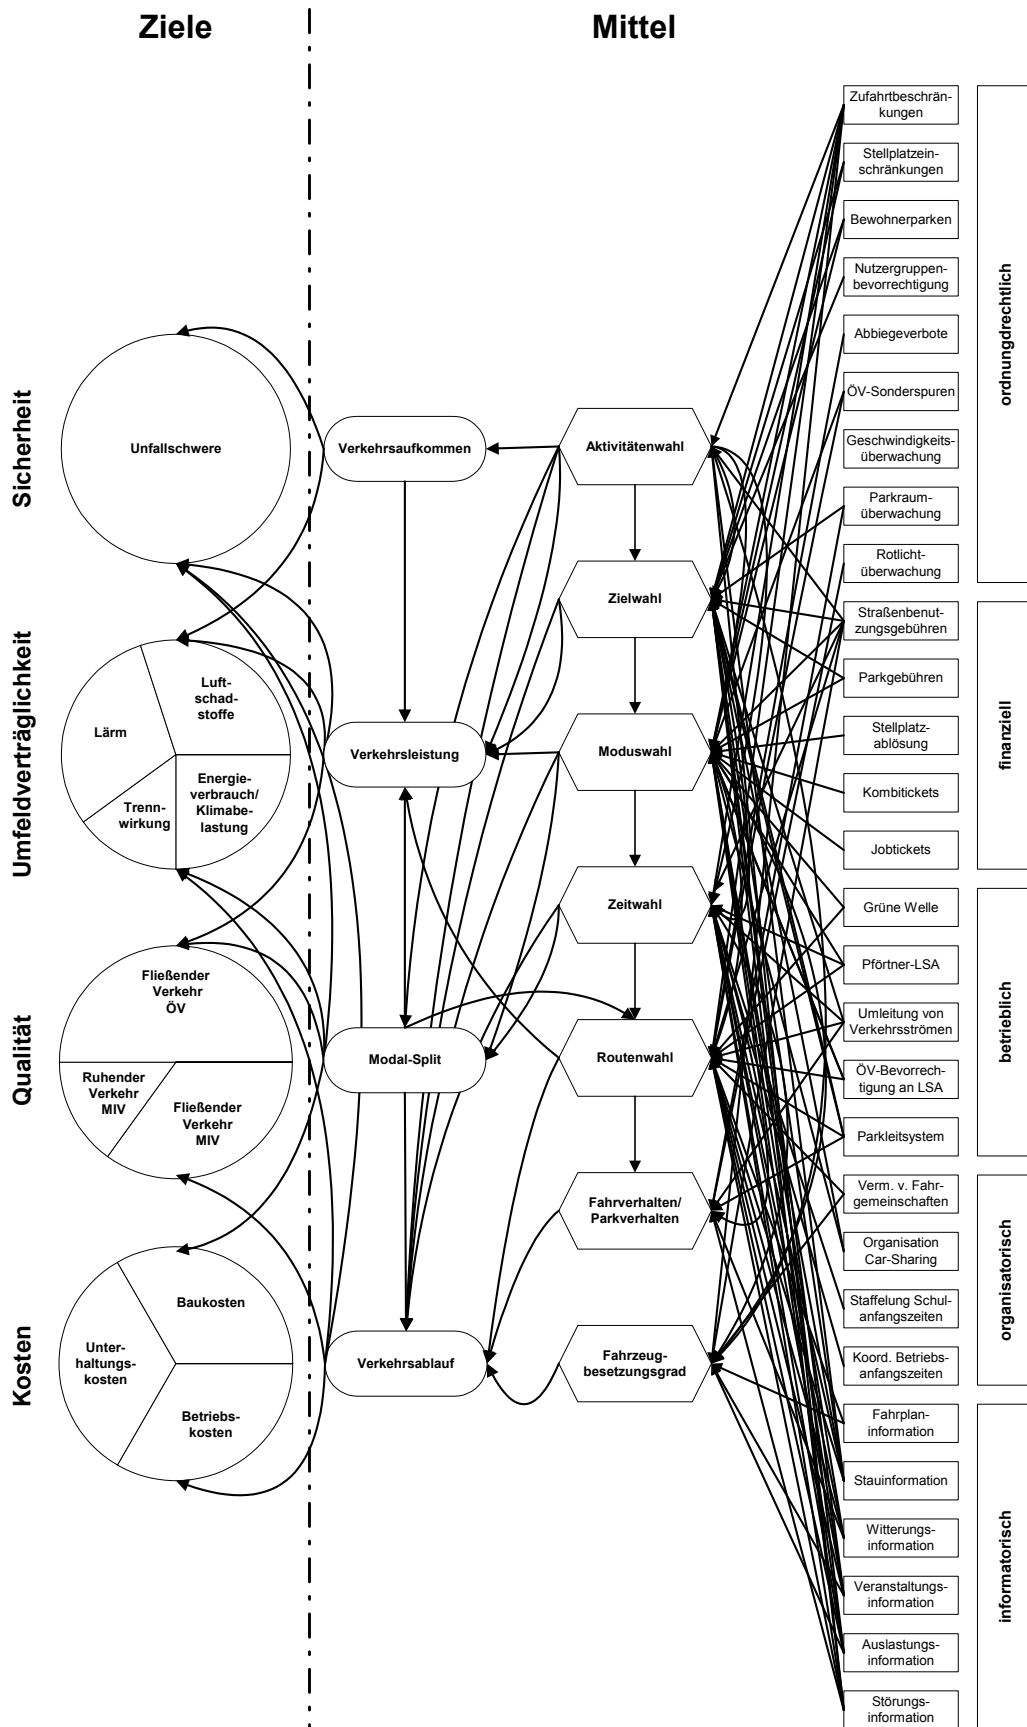 Ziele
Mittel
Sicherheit
Unfallschwere
Umfeldverträglichkeit
Lärm
Luft-
schad-
stoffe
Trenn-
wirkung
Energie-
verbrauch/
Klimabe-
lastung
Qualität
Fließender
Verkehr
ÖV
Ruhender
Verkehr
MIV
Fließender
Verkehr
MIV
Kosten
Baukosten
Unter-
haltungs-
kosten
Betriebs-
kosten
Verkehrsaufkommen
Verkehrsleistung
Modal-Split
Verkehrsablauf
Aktivitätenwahl
Zielwahl
Moduswahl
Zeitwahl
Routenwahl
Fahrverhalten/
Parkverhalten
Fahrzeug-
besetzungsgrad
Zufahrtbeschrän-
kungen
Stellplatzein-
schränkungen
Bewohnerparken
Nutzergruppen-
bevorrechtigung
Abbiegeverbote
ÖV-Sonderspuren
Geschwindigkeits-
überwachung
Parkraum-
überwachung
Rotlicht-
überwachung
ordnungdrechtlich
Straßenbenut-
zungsgebühren
Parkgebühren
Stellplatz-
ablösung
Kombitickets
Jobtickets
finanziell
Grüne Welle
Pförtner-LSA
Umleitung von
Verkehrsströmen
ÖV-Bevorrech-
tigung an LSA
Parkleitsystem
betrieblich
Verm. v. Fahr-
gemeinschaften
Organisation
Car-Sharing
Staffelung Schul-
anfangszeiten
Koord. Betriebs-
anfangszeiten
organisatorisch
Fahrplan-
information
Stauinformation
Witterungs-
information
Veranstaltungs-
information
Auslastungs-
information
Störungs-
information
informatorisch